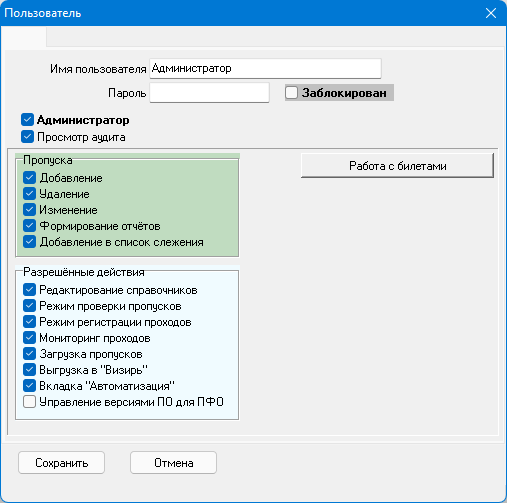 Пользователь
Имя пользователя Администратор
Пароль Заблокирован
Администратор
Просмотр аудита
Пропуска
Работа с билетами
Добавление
Удаление
Изменение
Формирование отчётов
Добавление в список слежения
Разрешённые действия
Редактирование справочников
Режим проверки пропусков
Режим регистрации проходов
Мониторинг проходов
Загрузка пропусков
Выгрузка в "Визирь"
Вкладка "Автоматизация"
Управление версиями ПО для ПФО
Сохранить Отмена